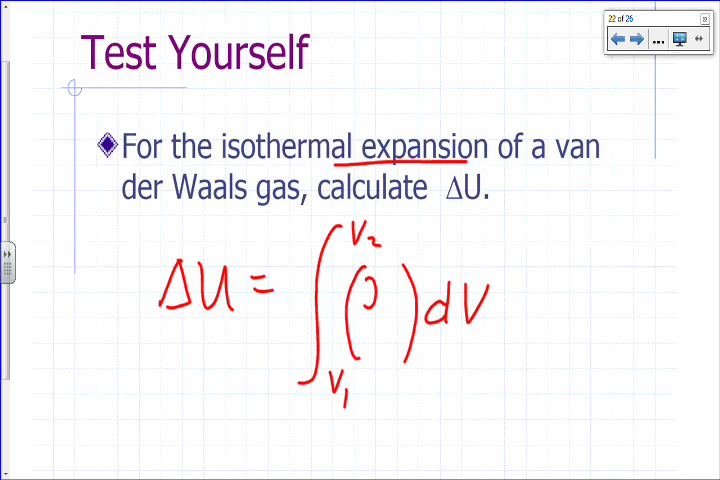 22 of 26
Test Yourself
For the isothermal expansion of a van
der Waals gas, calculate ΔU.
V2
ΔU = ∫ (∂ ) dV
V1